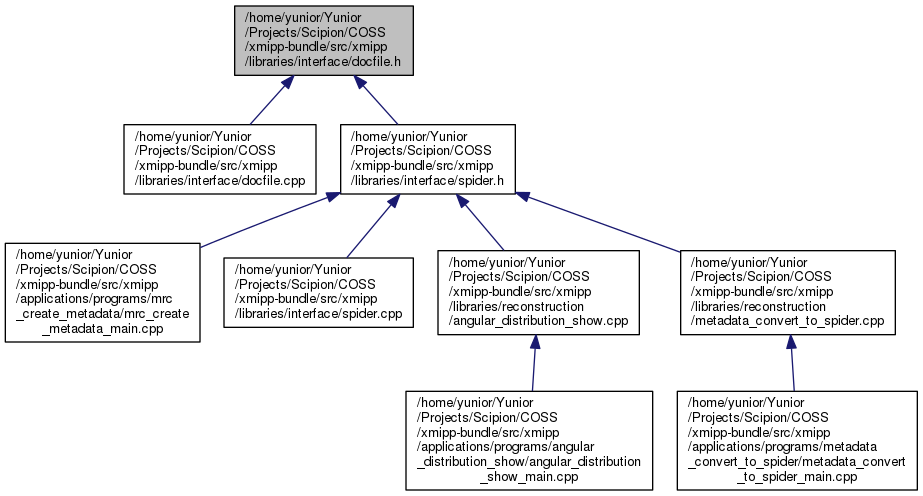 /home/yunior/Yunior
/Projects/Scipion/COSS
/xmipp-bundle/src/xmipp
/libraries/interface/docfile.h
/home/yunior/Yunior
/Projects/Scipion/COSS
/xmipp-bundle/src/xmipp
/libraries/interface/docfile.cpp
/home/yunior/Yunior
/Projects/Scipion/COSS
/xmipp-bundle/src/xmipp
/libraries/interface/spider.h
/home/yunior/Yunior
/Projects/Scipion/COSS
/xmipp-bundle/src/xmipp
/applications/programs/mrc
_create_metadata/mrc_create
_metadata_main.cpp
/home/yunior/Yunior
/Projects/Scipion/COSS
/xmipp-bundle/src/xmipp
/libraries/interface/spider.cpp
/home/yunior/Yunior
/Projects/Scipion/COSS
/xmipp-bundle/src/xmipp
/libraries/reconstruction
/angular_distribution_show.cpp
/home/yunior/Yunior
/Projects/Scipion/COSS
/xmipp-bundle/src/xmipp
/libraries/reconstruction
/metadata_convert_to_spider.cpp
/home/yunior/Yunior
/Projects/Scipion/COSS
/xmipp-bundle/src/xmipp
/applications/programs/angular
_distribution_show/angular_distribution
_show_main.cpp
/home/yunior/Yunior
/Projects/Scipion/COSS
/xmipp-bundle/src/xmipp
/applications/programs/metadata
_convert_to_spider/metadata_convert
_to_spider_main.cpp